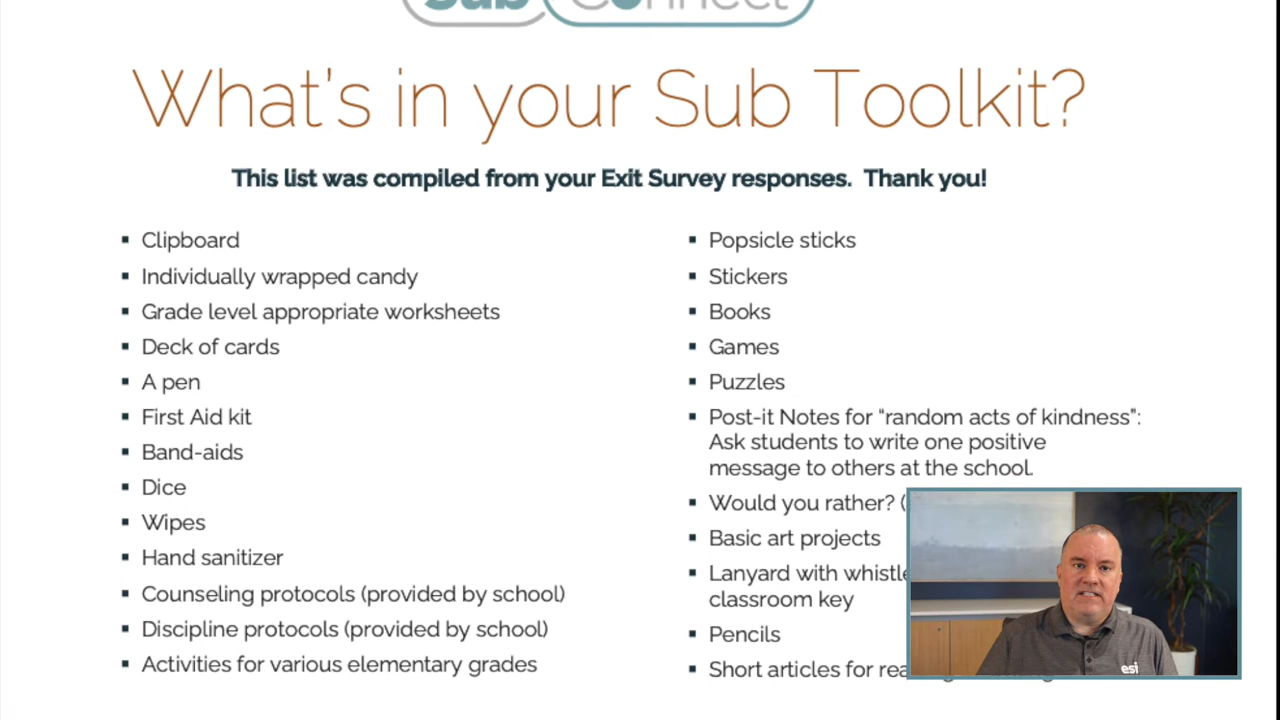 Sub Connect
What's in your Sub Toolkit?
This list was compiled from your Exit Survey responses. Thank you!
▪ Clipboard
▪ Individually wrapped candy
▪ Grade level appropriate worksheets
▪ Deck of cards
▪ A pen
▪ First Aid kit
▪ Band-aids
▪ Dice
▪ Wipes
▪ Hand sanitizer
▪ Counseling protocols (provided by school)
▪ Discipline protocols (provided by school)
▪ Activities for various elementary grades
▪ Popsicle sticks
▪ Stickers
▪ Books
▪ Games
▪ Puzzles
▪ Post-it Notes for “random acts of kindness”:
Ask students to write one positive
message to others at the school.
▪ Would you rather? (
▪ Basic art projects
▪ Lanyard with whistle
classroom key
▪ Pencils
▪ Short articles for
esi